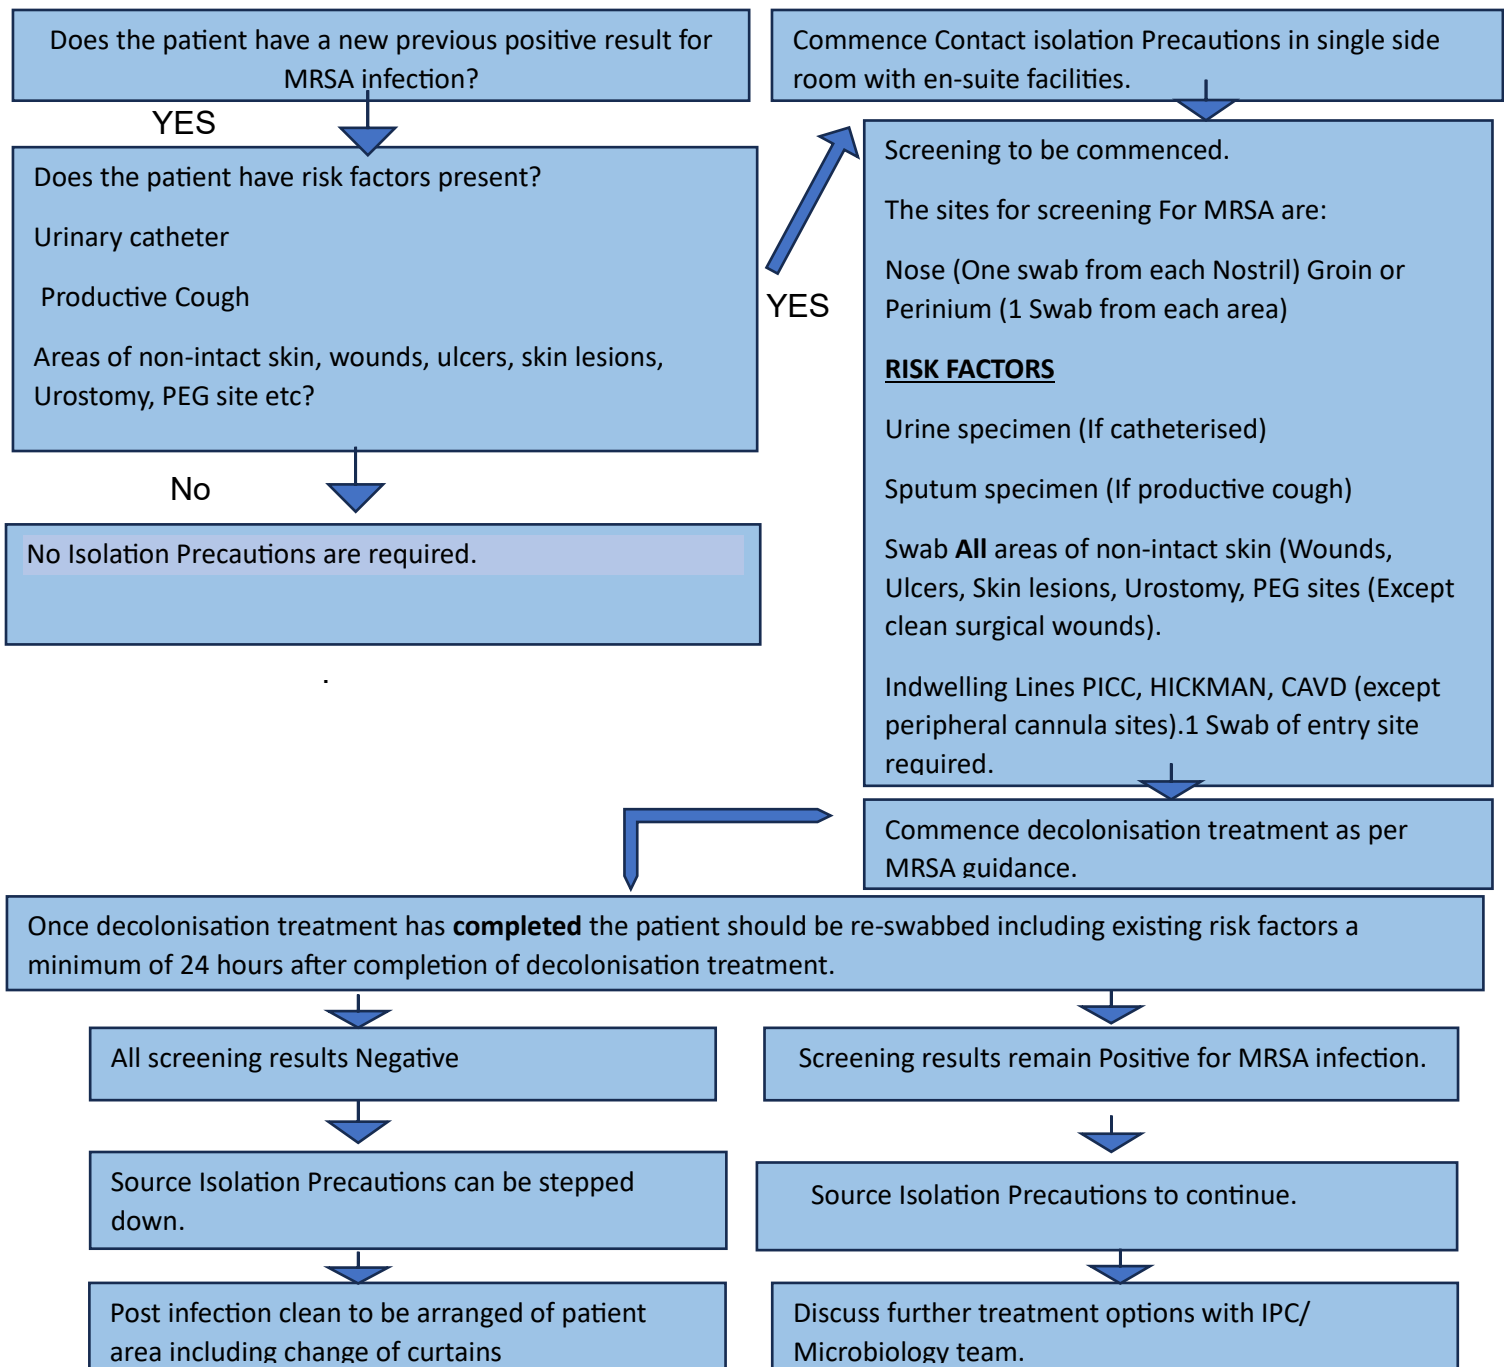 Does the patient have a new previous positive result for
MRSA infection?
YES
Does the patient have risk factors present?
Urinary catheter
Productive Cough
Areas of non-intact skin, wounds, ulcers, skin lesions,
Urostomy, PEG site etc?
No
No Isolation Precautions are required.
.
YES
Commence Contact isolation Precautions in single side
room with en-suite facilities.
Screening to be commenced.
The sites for screening For MRSA are:
Nose (One swab from each Nostril) Groin or
Perinium (1 Swab from each area)
RISK FACTORS
Urine specimen (If catheterised)
Sputum specimen (If productive cough)
Swab All areas of non-intact skin (Wounds,
Ulcers, Skin lesions, Urostomy, PEG sites (Except
clean surgical wounds).
Indwelling Lines PICC, HICKMAN, CAVD (except
peripheral cannula sites).1 Swab of entry site
required.
Commence decolonisation treatment as per
MRSA guidance.
Once decolonisation treatment has completed the patient should be re-swabbed including existing risk factors a
minimum of 24 hours after completion of decolonisation treatment.
All screening results Negative
Source Isolation Precautions can be stepped
down.
Post infection clean to be arranged of patient
area including change of curtains
Screening results remain Positive for MRSA infection.
Source Isolation Precautions to continue.
Discuss further treatment options with IPC/
Microbiology team.